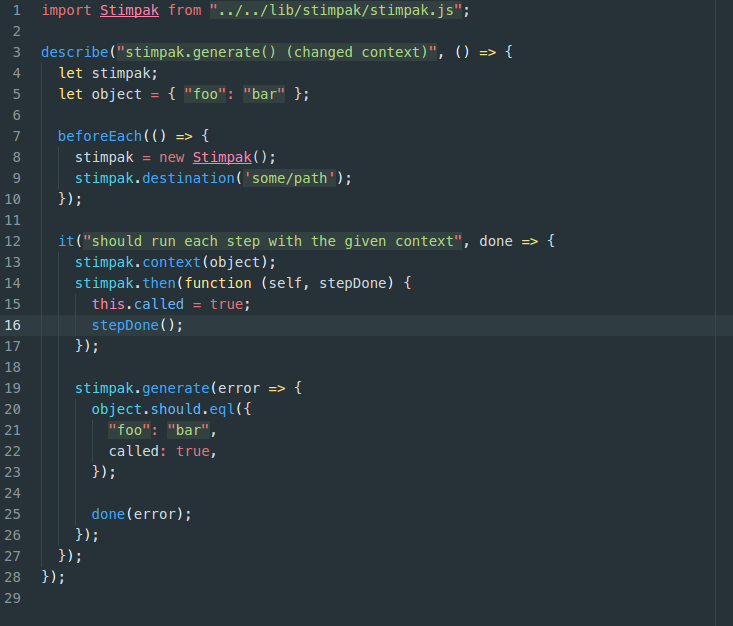 1 import Stimpak from "../../lib/stimpak/stimpak.js";
2
3 describe("stimpak.generate() (changed context)", () => {
4   let stimpak;
5   let object = { "foo": "bar" };
6
7   beforeEach(() => {
8     stimpak = new Stimpak();
9     stimpak.destination('some/path');
10   });
11
12   it("should run each step with the given context", done => {
13     stimpak.context(object);
14     stimpak.then(function (self, stepDone) {
15       this.called = true;
16       stepDone();
17     });
18
19     stimpak.generate(error => {
20       object.should.eql({
21         "foo": "bar",
22         called: true,
23       });
24
25       done(error);
26     });
27   });
28 });
29